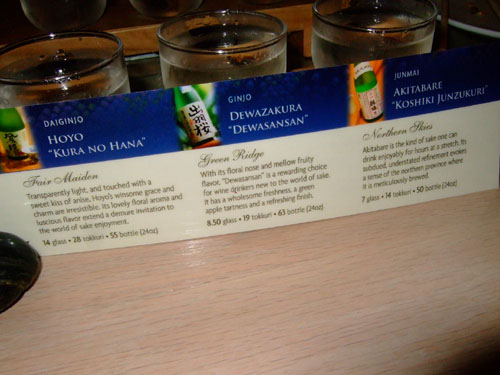 DAIGINJO
HOYO
"KURA NO HANA"
Fair Maiden
Transparently light, and touched with a
sweet kiss of anise, Hoyo's winsome grace and
charm are irresistible. Its lovely floral aroma and
luscious flavor extend a demure invitation to
the world of sake enjoyment.
14 glass • 28 tokkuri • 55 bottle (24oz)
出羽桜
GINJO
DEWAZAKURA
"DEWASANSAN"
Green Ridge
With its floral nose and mellow fruity
flavor, "Dewasansan" is a rewarding choice
for wine drinkers new to the world of sake.
It has a wholesome freshness, a green
apple tartness and a refreshing finish.
8.50 glass • 19 tokkuri • 63 bottle (24oz)
JUNMAI
AKITABARE
"KOSHIKI JUNZUKURI"
Northern Skies
Akitabare is the kind of sake one can
drink enjoyably for hours at a stretch. Its
subdued, understated refinement evokes
a sense of the northern province where
it is meticulously brewed.
7 glass • 14 tokkuri • 50 bottle (24oz)